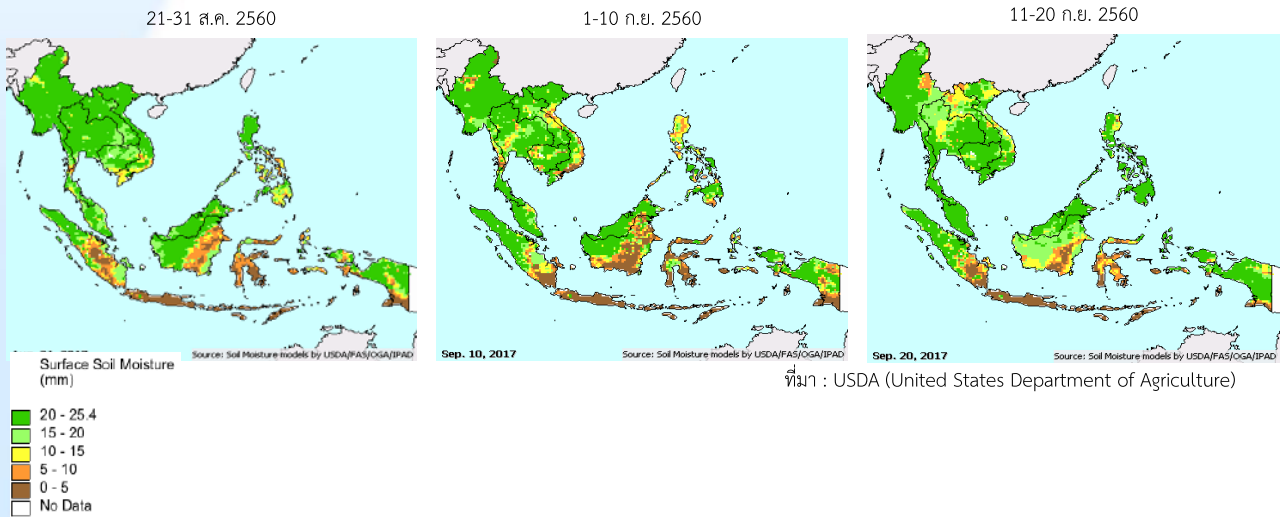 21-31 ส.ค. 2560
1-10 ก.ย. 2560
11-20 ก.ย. 2560
Source: Soil Moisture models by USDA/FAS/OGA/IPAD
Sep. 10, 2017
Source: Soil Moisture models by USDA/FAS/OGA/IPAD
Sep. 20, 2017
Source: Soil Moisture models by USDA/FAS/OGA/IPAD
ที่มา : USDA (United States Department of Agriculture)
Surface Soil Moisture
(mm)
20 - 25.4
15 - 20
10 - 15
5 - 10
0 - 5
No Data